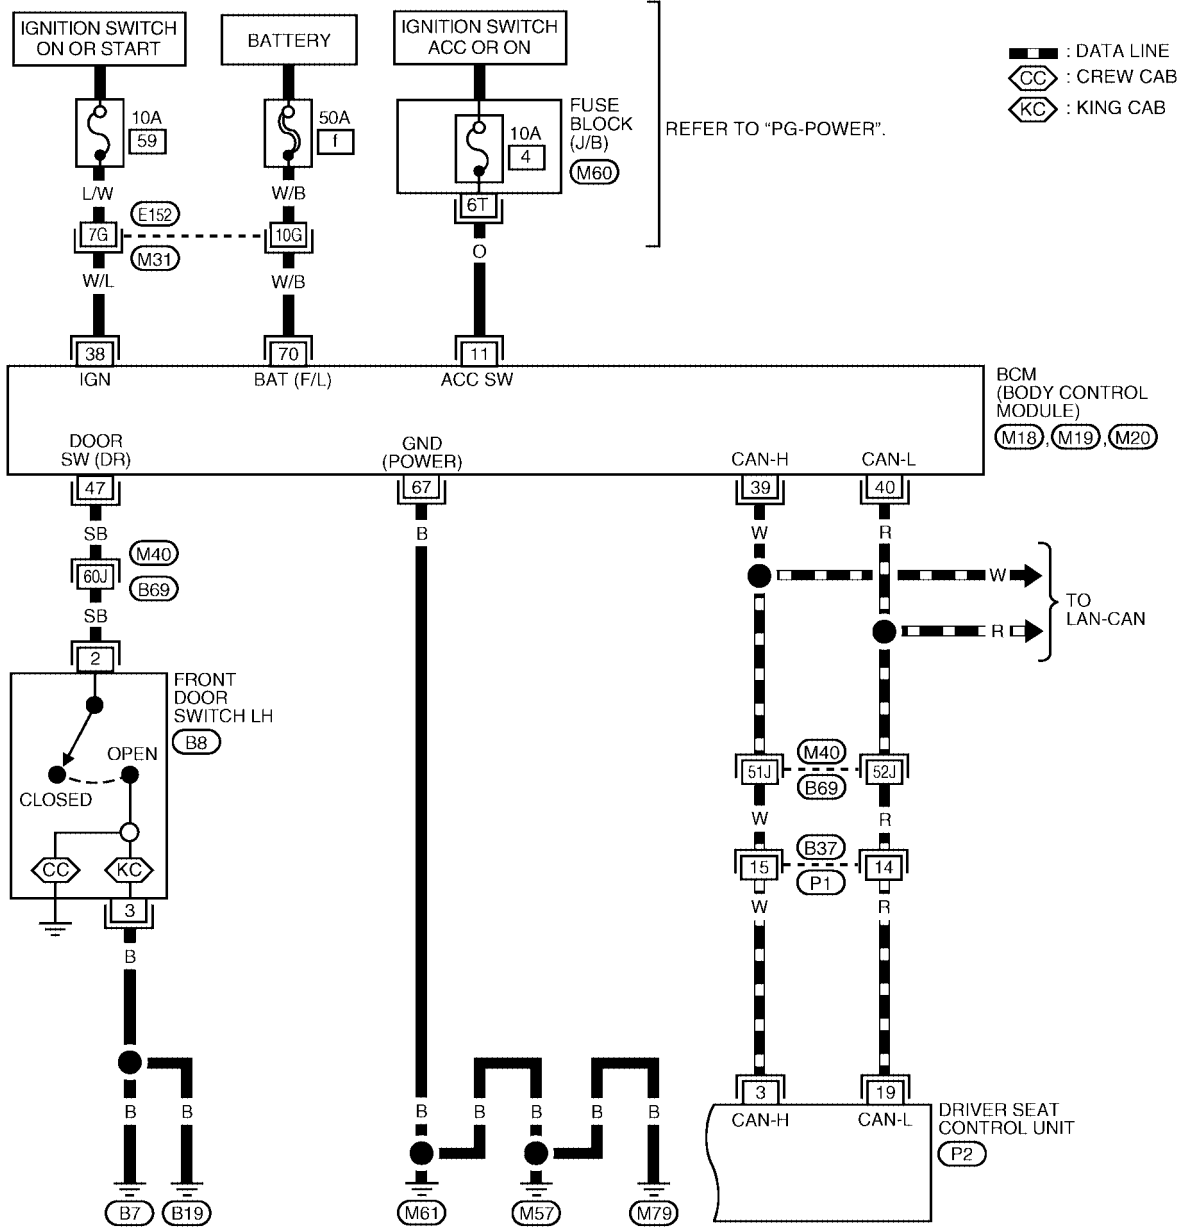 IGNITION SWITCH
ON OR START
BATTERY
IGNITION SWITCH
ACC OR ON
: DATA LINE
CC : CREW CAB
KC : KING CAB
10A
59
50A
f
10A
4
FUSE
BLOCK
(J/B)
M60
REFER TO “PG-POWER”.
L/W
W/B
6T
E152
7G
10G
M31
O
W/L
W/B
38
70
11
IGN
BAT (F/L)
ACC SW
BCM
(BODY CONTROL
MODULE)
M18 , M19 , M20
DOOR
SW (DR)
GND
(POWER)
CAN-H
CAN-L
47
67
39
40
SB
B
W
R
M40
60J
B69
W
TO
LAN-CAN
R
SB
2
FRONT
DOOR
SWITCH LH
B8
OPEN
CLOSED
CC
KC
3
B
M40
51J
52J
B69
W
R
B37
15
14
P1
W
R
B
B
B
B
B
B
B7
B19
M61
M57
M79
3
19
CAN-H
CAN-L
DRIVER SEAT
CONTROL UNIT
P2